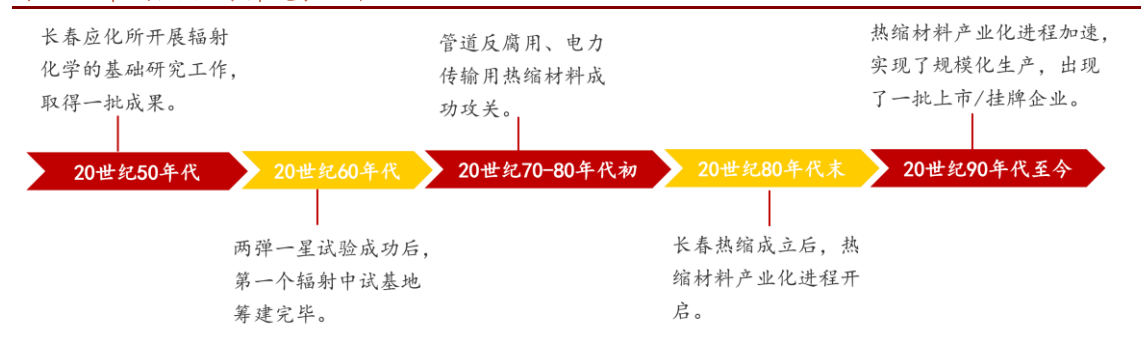 长春应化所开展辐射
化学的基础研究工作，
取得一批成果。
管道反腐用、电力
传输用热缩材料成
功攻关。
热缩材料产业化进程加速，
实现了规模化生产，出现
了一批上市/挂牌企业。
20世纪50年代
20世纪60年代
20世纪70-80年代初
20世纪80年代末
20世纪90年代至今
两弹一星试验成功后，
第一个辐射中试基地
筹建完毕。
长春热缩成立后，热
缩材料产业化进程开
启。